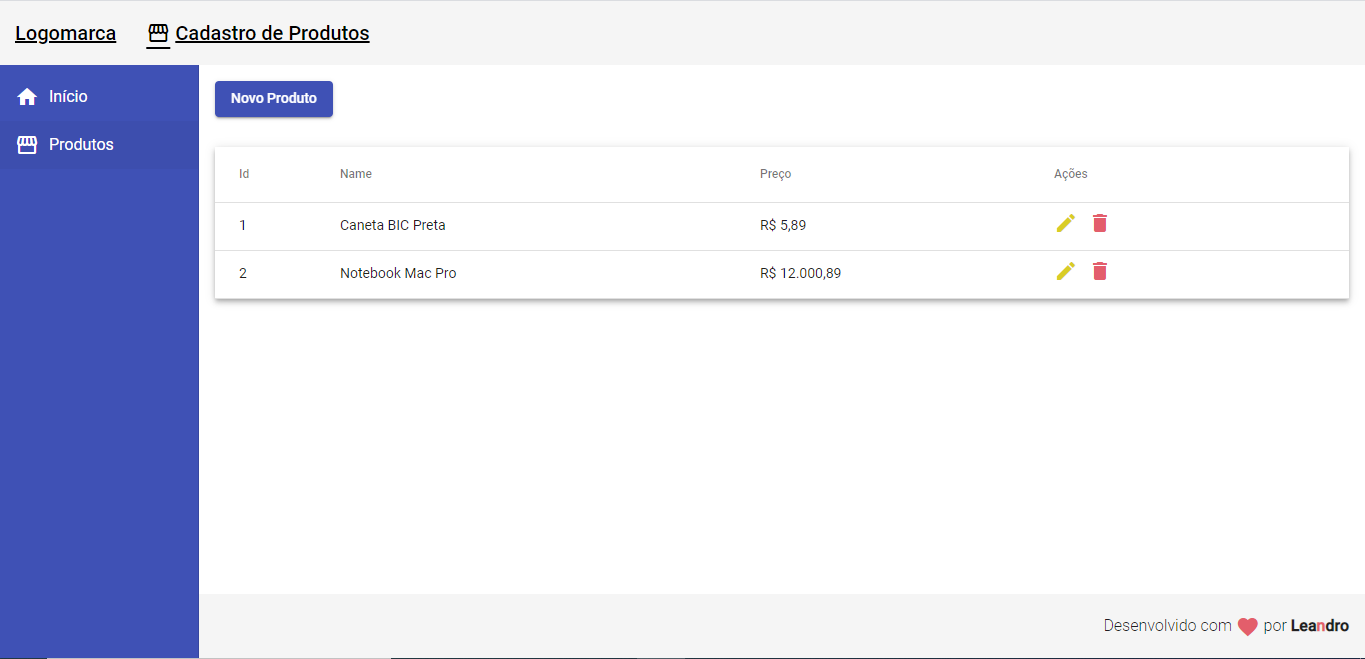 Logomarca Cadastro de Produtos
Início
Produtos
Novo Produto
Id Name Preço Ações
1 Caneta BIC Preta R$ 5,89
2 Notebook Mac Pro R$ 12.000,89
Desenvolvido com por Leandro